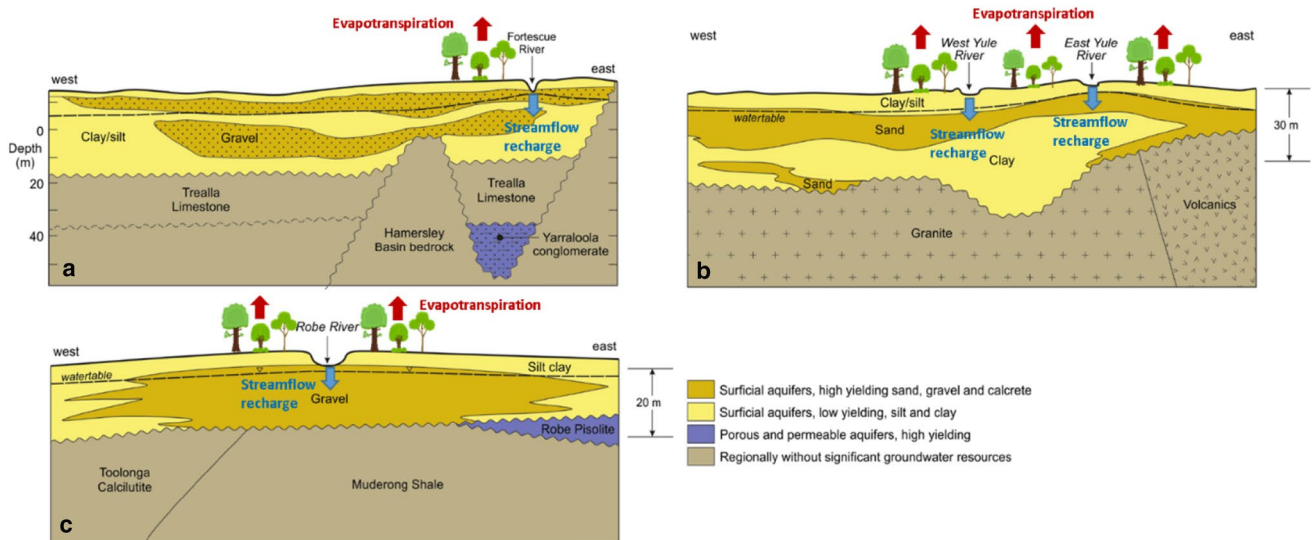 Evapotranspiration
Fortescue
River
west
east
0
Depth
(m)
20
40
Clay/silt
Gravel
Streamflow
recharge
Trealla
Limestone
Trealla
Limestone
Hamersley
Basin bedrock
Yarraloola
conglomerate
a
Evapotranspiration
west
West Yule
River
East Yule
River
east
Clay/silt
watertable
Sand
Streamflow
recharge
Streamflow
recharge
Clay
30 m
Sand
Volcanics
Granite
b
Evapotranspiration
Robe River
west
east
watertable
Silt clay
Streamflow
recharge
Gravel
20 m
Robe Pisolite
Toolonga
Calcilutite
Muderong Shale
c
Surficial aquifers, high yielding sand, gravel and calcrete
Surficial aquifers, low yielding, silt and clay
Porous and permeable aquifers, high yielding
Regionally without significant groundwater resources